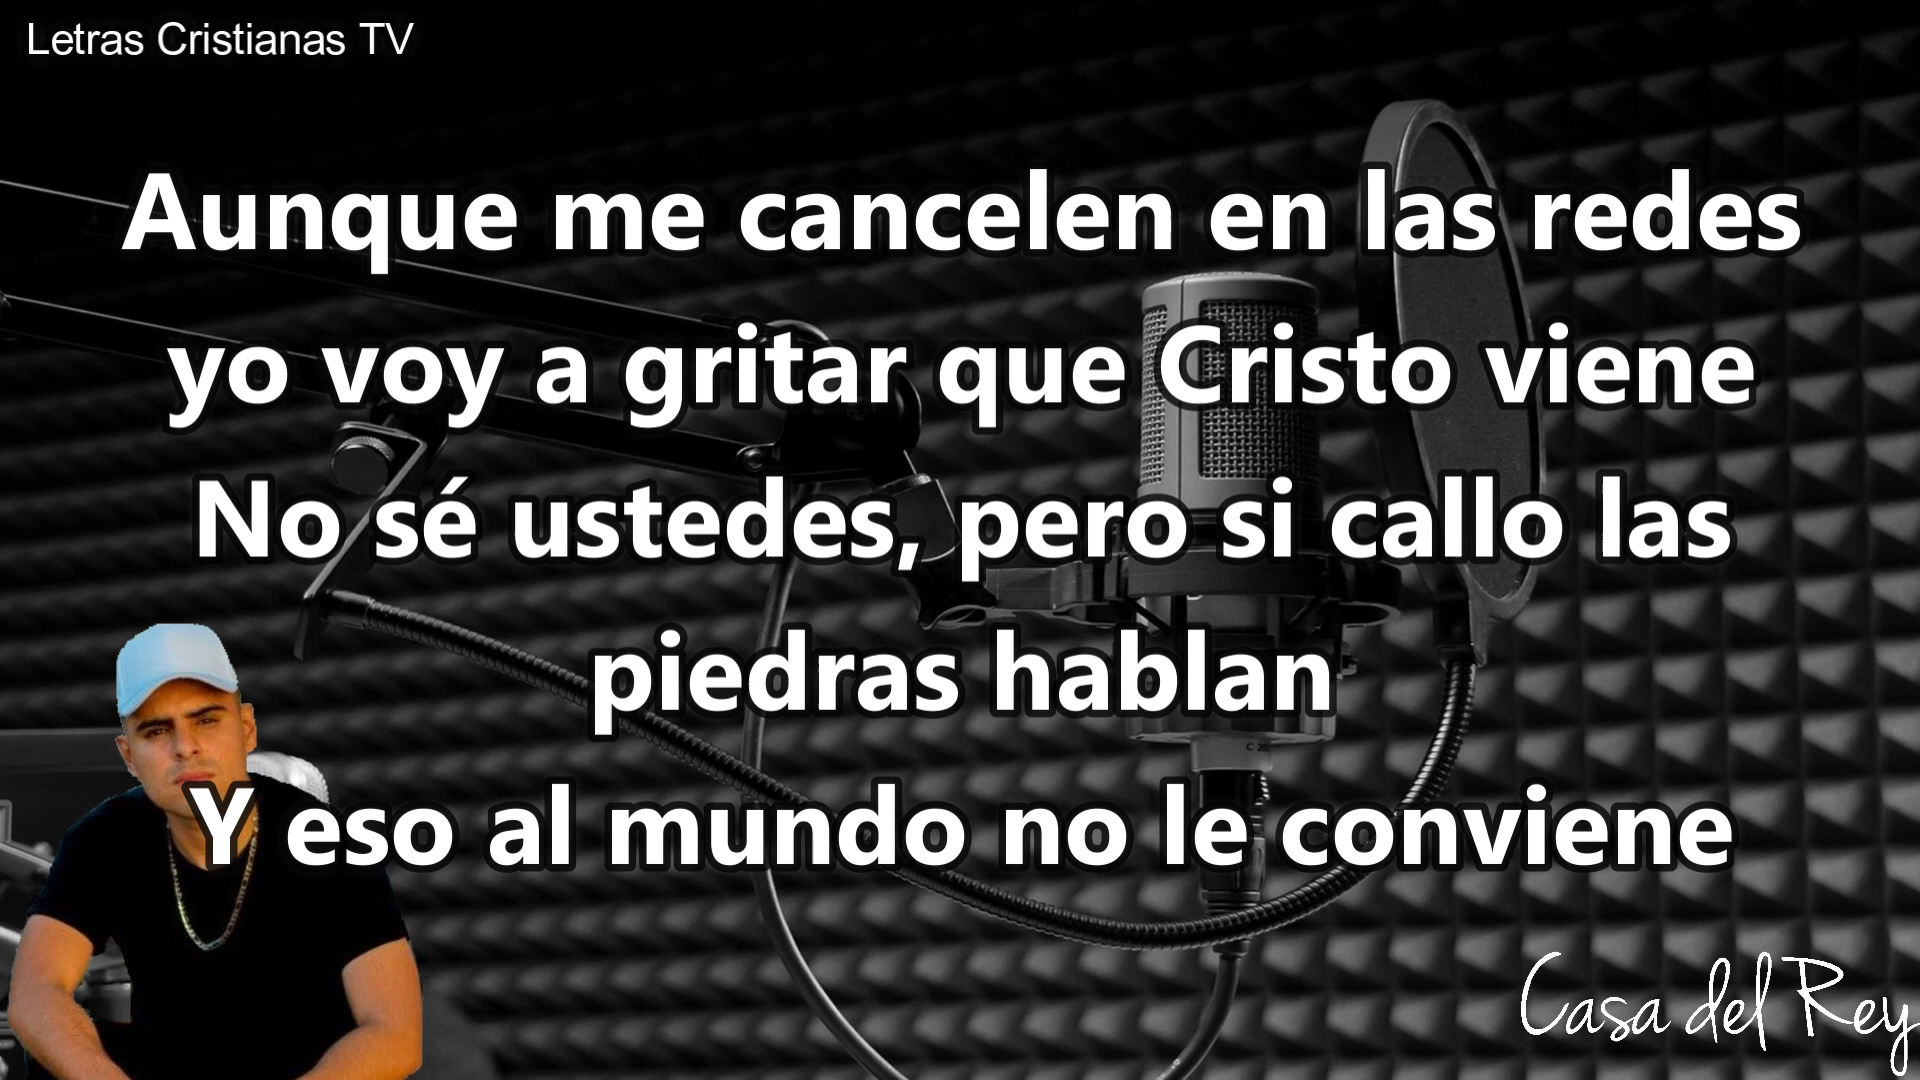 Letras Cristianas TV
Aunque me cancelen en las redes
yo voy a gritar que Cristo viene
No sé ustedes, pero si callo las
piedras hablan
Y eso al mundo no le conviene
Casa del Rey